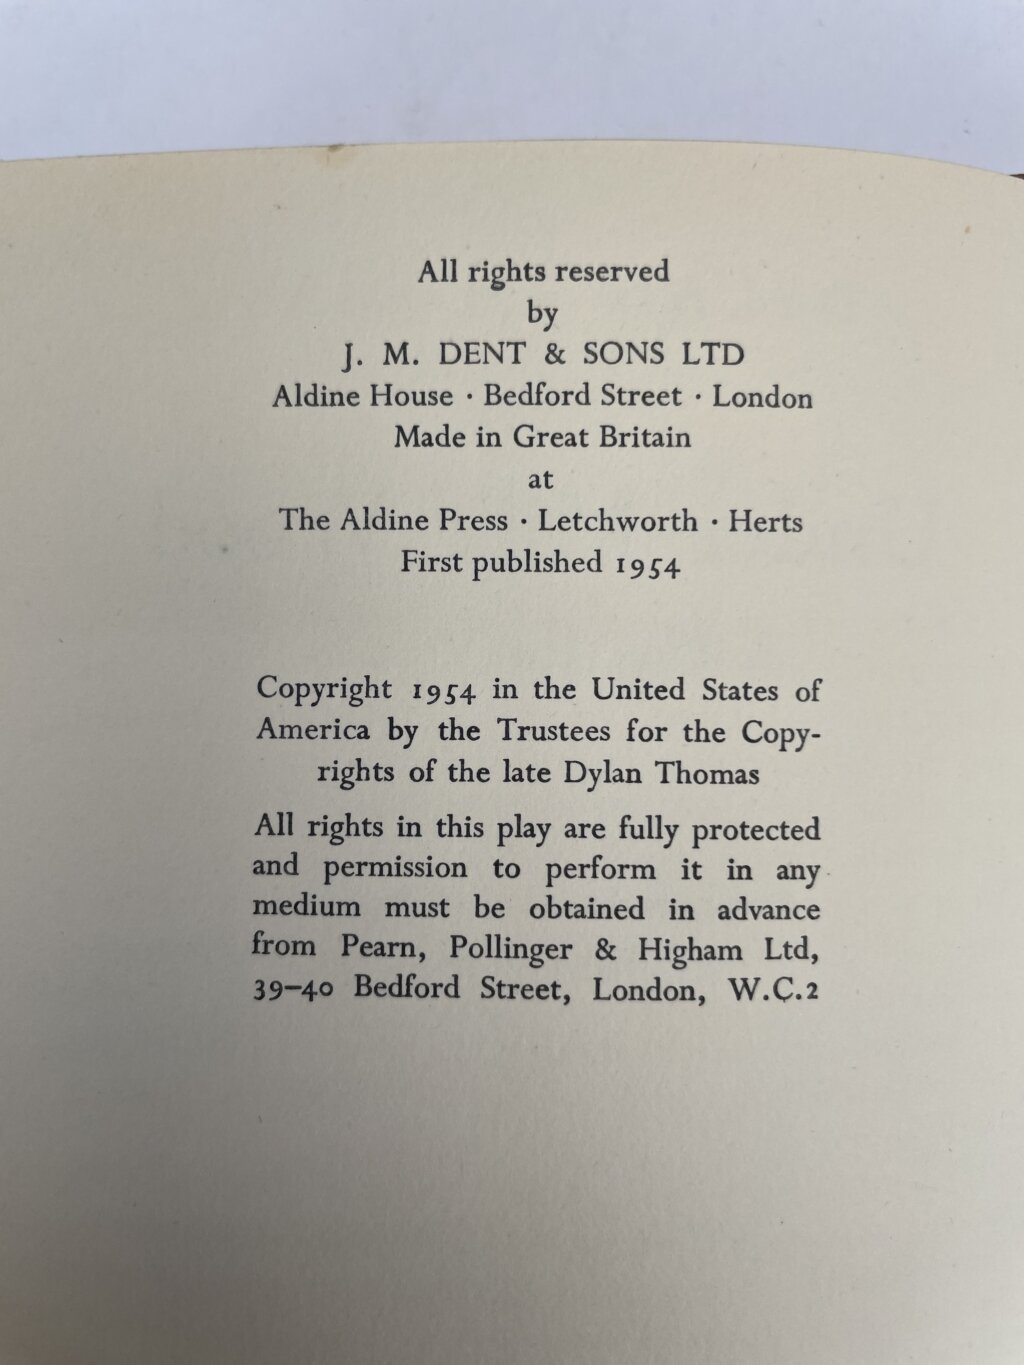 All rights reserved
by
J. M. DENT & SONS LTD
Aldine House · Bedford Street · London
Made in Great Britain
at
The Aldine Press · Letchworth · Herts
First published 1954
Copyright 1954 in the United States of
America by the Trustees for the Copy-
rights of the late Dylan Thomas
All rights in this play are fully protected
and permission to perform it in any
medium must be obtained in advance
from Pearn, Pollinger & Higham Ltd,
39–40 Bedford Street, London, W.C.2